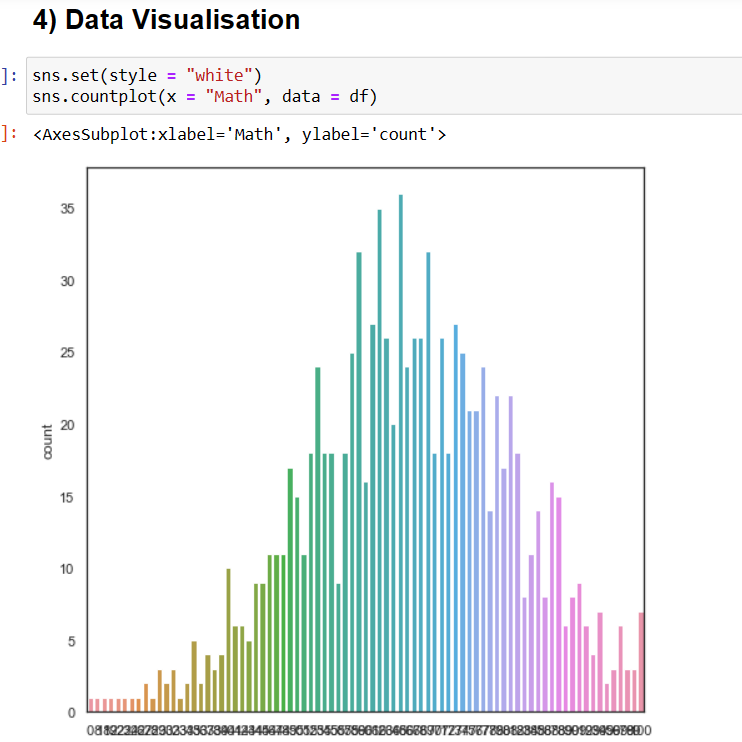 4) Data Visualisation
]: sns.set(style = "white")
sns.countplot(x = "Math", data = df)
]: <AxesSubplot:xlabel='Math', ylabel='count'>
35
30
25
20
15
10
5
0
count